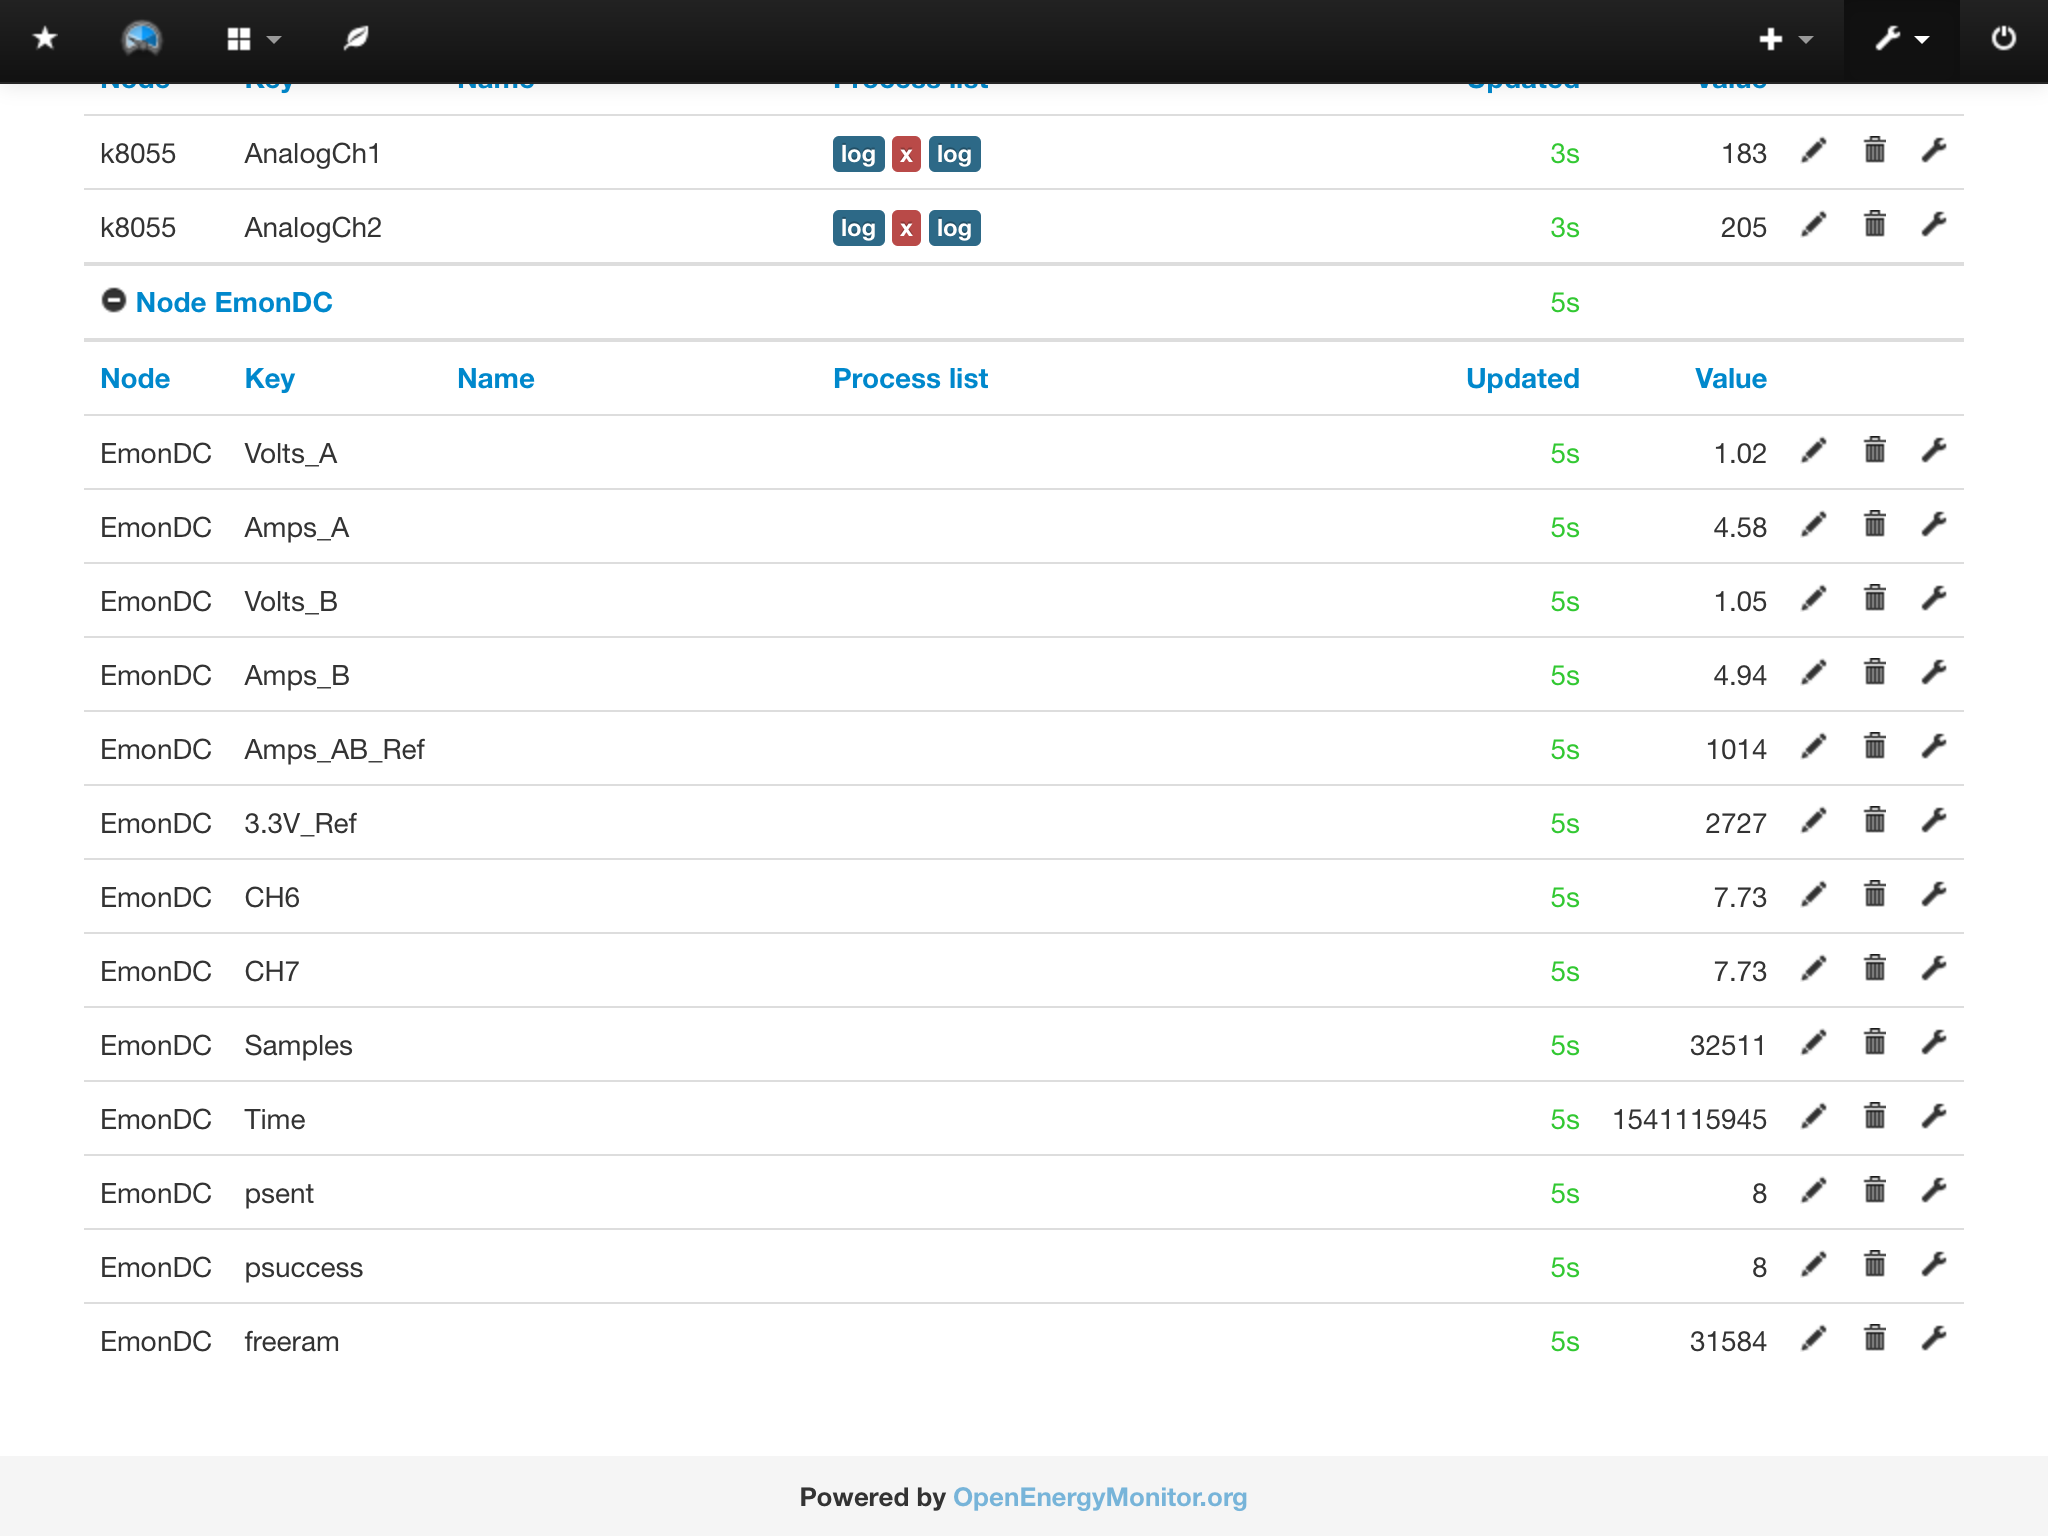 Node Key Name Process list Updated Value
k8055 AnalogCh1 log x log 3s 183
k8055 AnalogCh2 log x log 3s 205
Node EmonDC 5s
Node Key Name Process list Updated Value
EmonDC Volts_A 5s 1.02
EmonDC Amps_A 5s 4.58
EmonDC Volts_B 5s 1.05
EmonDC Amps_B 5s 4.94
EmonDC Amps_AB_Ref 5s 1014
EmonDC 3.3V_Ref 5s 2727
EmonDC CH6 5s 7.73
EmonDC CH7 5s 7.73
EmonDC Samples 5s 32511
EmonDC Time 5s 1541115945
EmonDC psent 5s 8
EmonDC psuccess 5s 8
EmonDC freeram 5s 31584
Powered by OpenEnergyMonitor.org